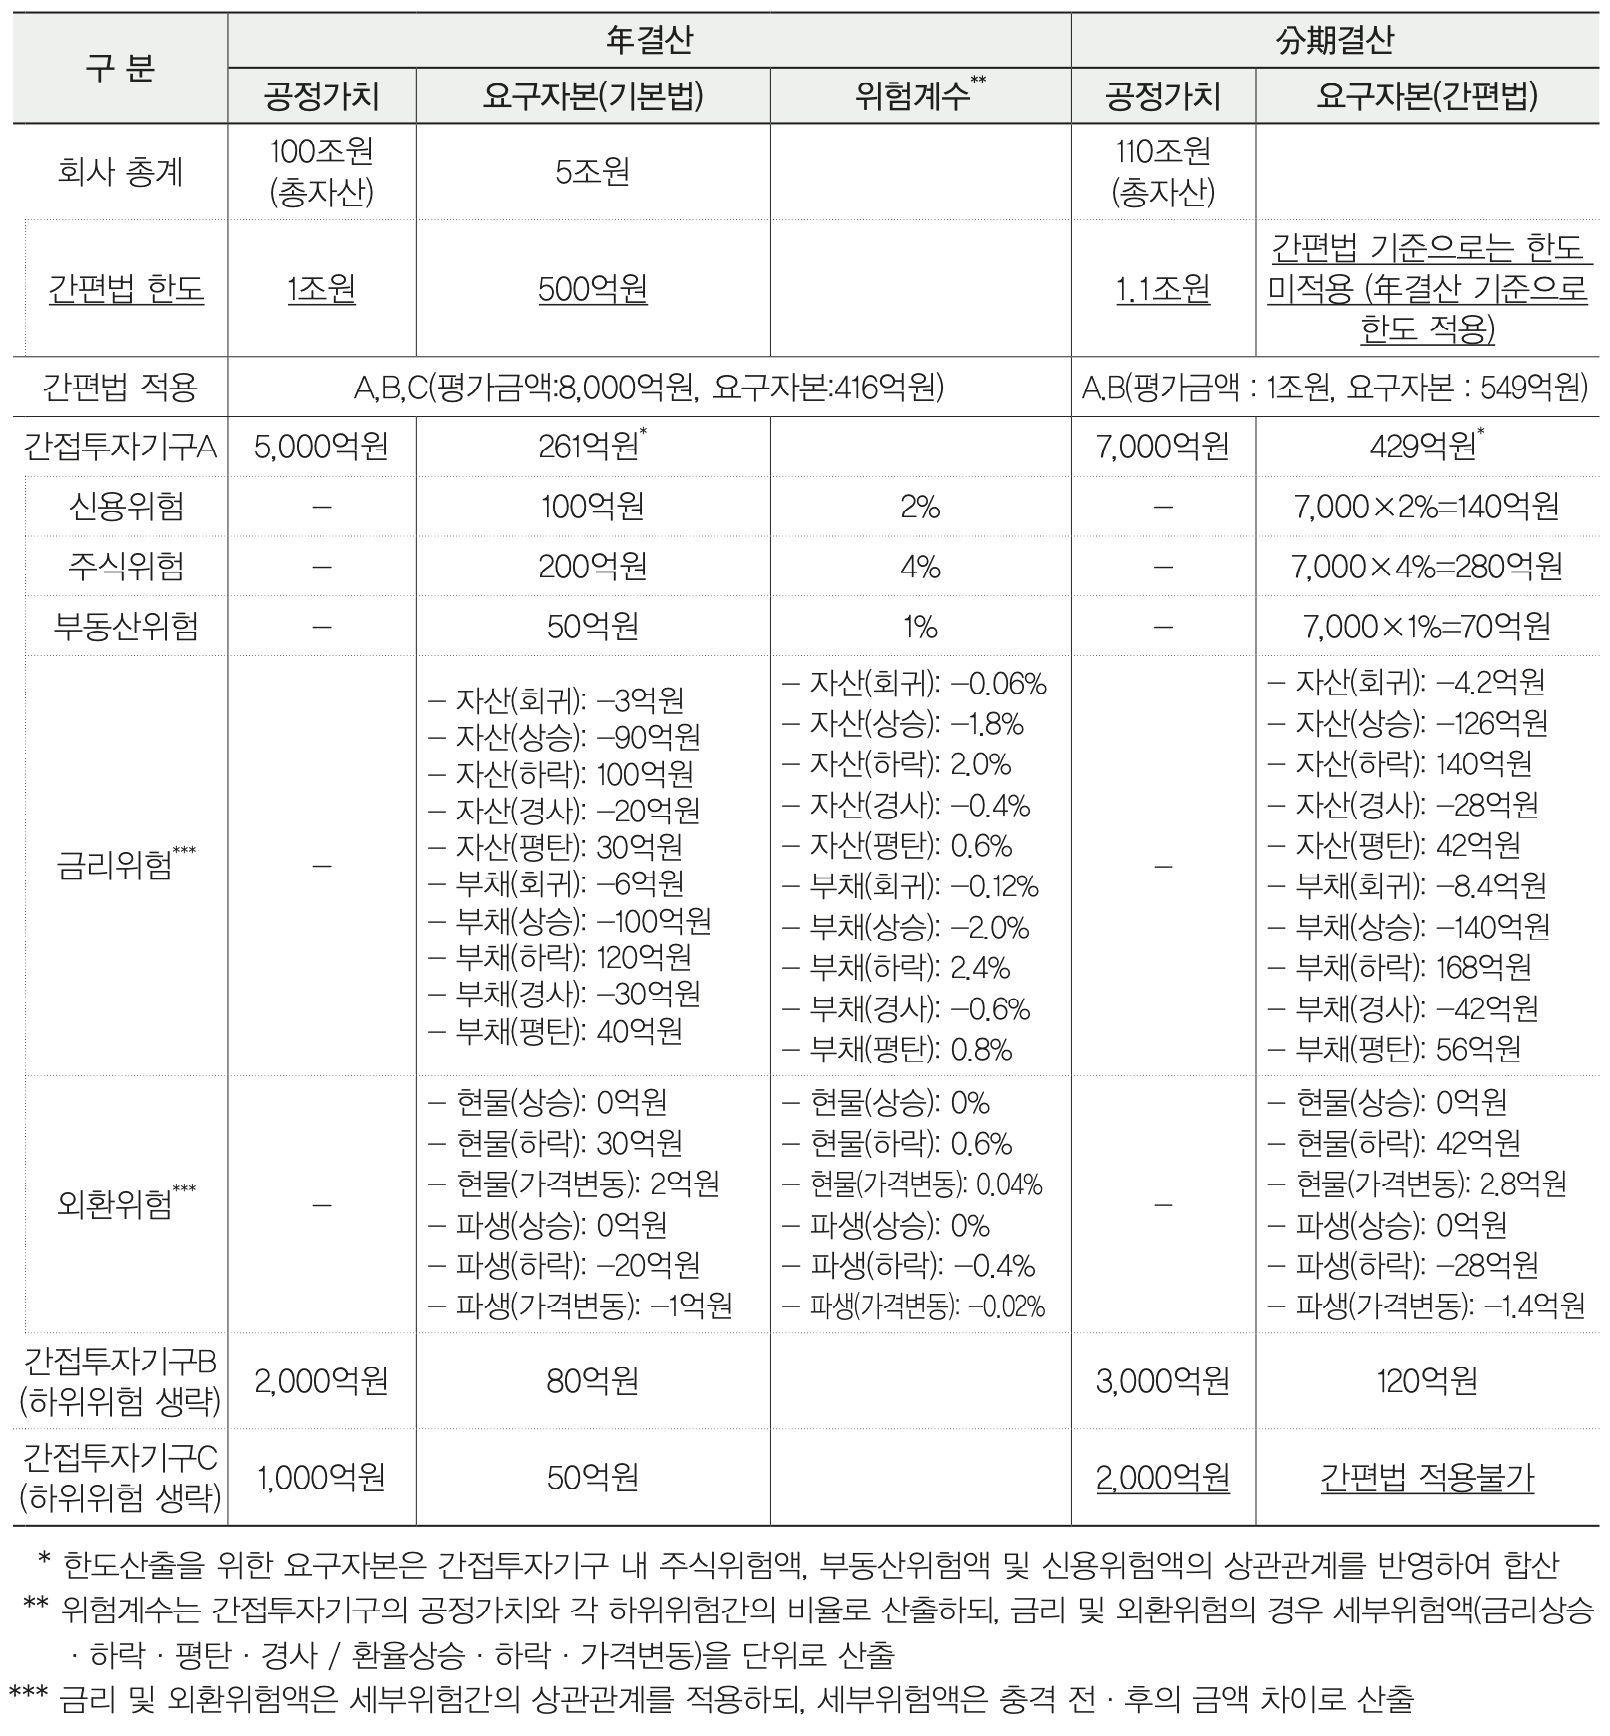 구 분 年결산 分期결산
공정가치 요구자본(기본법) 위험계수** 공정가치 요구자본(간편법)
회사 총계 100조원 (총자산) 5조원 110조원 (총자산)
간편법 한도 1조원 500억원 1.1조원 간편법 기준으로는 한도 미적용 (年결산 기준으로 한도 적용)
간편법 적용 A,B,C(평가금액:8,000억원, 요구자본:416억원) A.B(평가금액 : 1조원, 요구자본 : 549억원)
간접투자기구A 5,000억원 261억원* 7,000억원 429억원*
신용위험 – 100억원 2% – 7,000×2%=140억원
주식위험 – 200억원 4% – 7,000×4%=280억원
부동산위험 – 50억원 1% – 7,000×1%=70억원
금리위험*** –
– 자산(회귀): –3억원
– 자산(상승): –90억원
– 자산(하락): 100억원
– 자산(경사): –20억원
– 자산(평탄): 30억원
– 부채(회귀): –6억원
– 부채(상승): –100억원
– 부채(하락): 120억원
– 부채(경사): –30억원
– 부채(평탄): 40억원
– 자산(회귀): –0.06%
– 자산(상승): –1.8%
– 자산(하락): 2.0%
– 자산(경사): –0.4%
– 자산(평탄): 0.6%
– 부채(회귀): –0.12%
– 부채(상승): –2.0%
– 부채(하락): 2.4%
– 부채(경사): –0.6%
– 부채(평탄): 0.8%
–
– 자산(회귀): –4.2억원
– 자산(상승): –126억원
– 자산(하락): 140억원
– 자산(경사): –28억원
– 자산(평탄): 42억원
– 부채(회귀): –8.4억원
– 부채(상승): –140억원
– 부채(하락): 168억원
– 부채(경사): –42억원
– 부채(평탄): 56억원
외환위험*** –
– 현물(상승): 0억원
– 현물(하락): 30억원
– 현물(가격변동): 2억원
– 파생(상승): 0억원
– 파생(하락): –20억원
– 파생(가격변동): –1억원
– 현물(상승): 0%
– 현물(하락): 0.6%
– 현물(가격변동): 0.04%
– 파생(상승): 0%
– 파생(하락): –0.4%
– 파생(가격변동): –0.02%
–
– 현물(상승): 0억원
– 현물(하락): 42억원
– 현물(가격변동): 2.8억원
– 파생(상승): 0억원
– 파생(하락): –28억원
– 파생(가격변동): –1.4억원
간접투자기구B (하위위험 생략) 2,000억원 80억원 3,000억원 120억원
간접투자기구C (하위위험 생략) 1,000억원 50억원 2,000억원 간편법 적용불가
* 한도산출을 위한 요구자본은 간접투자기구 내 주식위험액, 부동산위험액 및 신용위험액의 상관관계를 반영하여 합산
** 위험계수는 간접투자기구의 공정가치와 각 하위위험간의 비율로 산출하되, 금리 및 외환위험의 경우 세부위험액(금리상승
· 하락 · 평탄 · 경사 / 환율상승 · 하락 · 가격변동)을 단위로 산출
*** 금리 및 외환위험액은 세부위험간의 상관관계를 적용하되, 세부위험액은 충격 전 · 후의 금액 차이로 산출